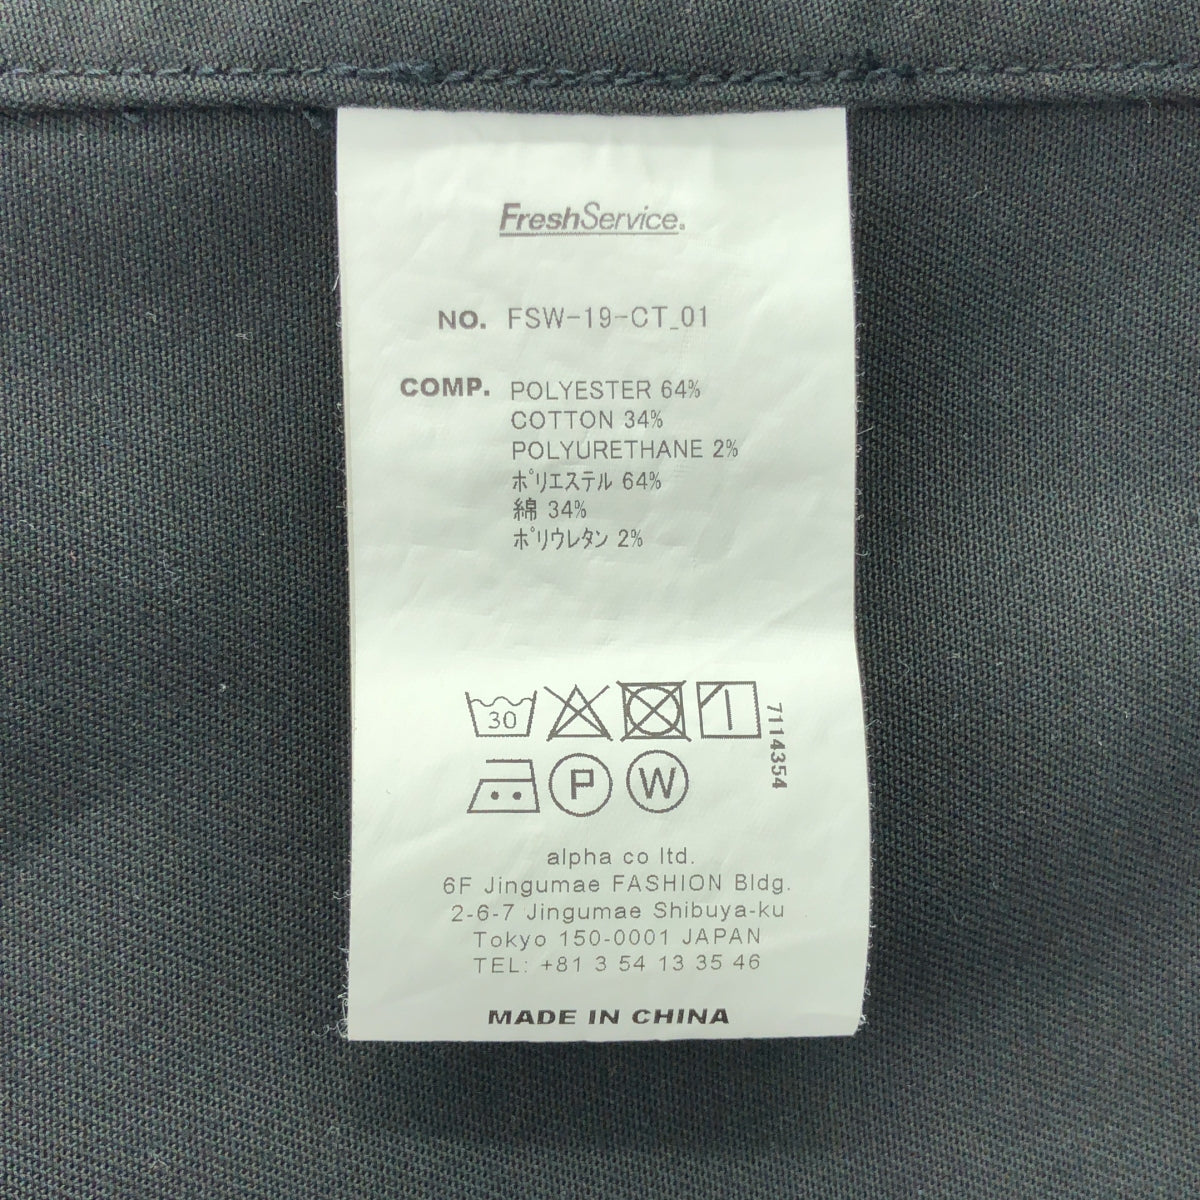 FreshService®
NO. FSW-19-CT_01
COMP. POLYESTER 64%
COTTON 34%
POLYURETHANE 2%
ポリエステル 64%
綿 34%
ポリウレタン 2%
30
7114354
P W
alpha co ltd.
6F Jingumae FASHION Bldg.
2-6-7 Jingumae Shibuya-ku
Tokyo 150-0001 JAPAN
TEL: +81 3 54 13 35 46
MADE IN CHINA